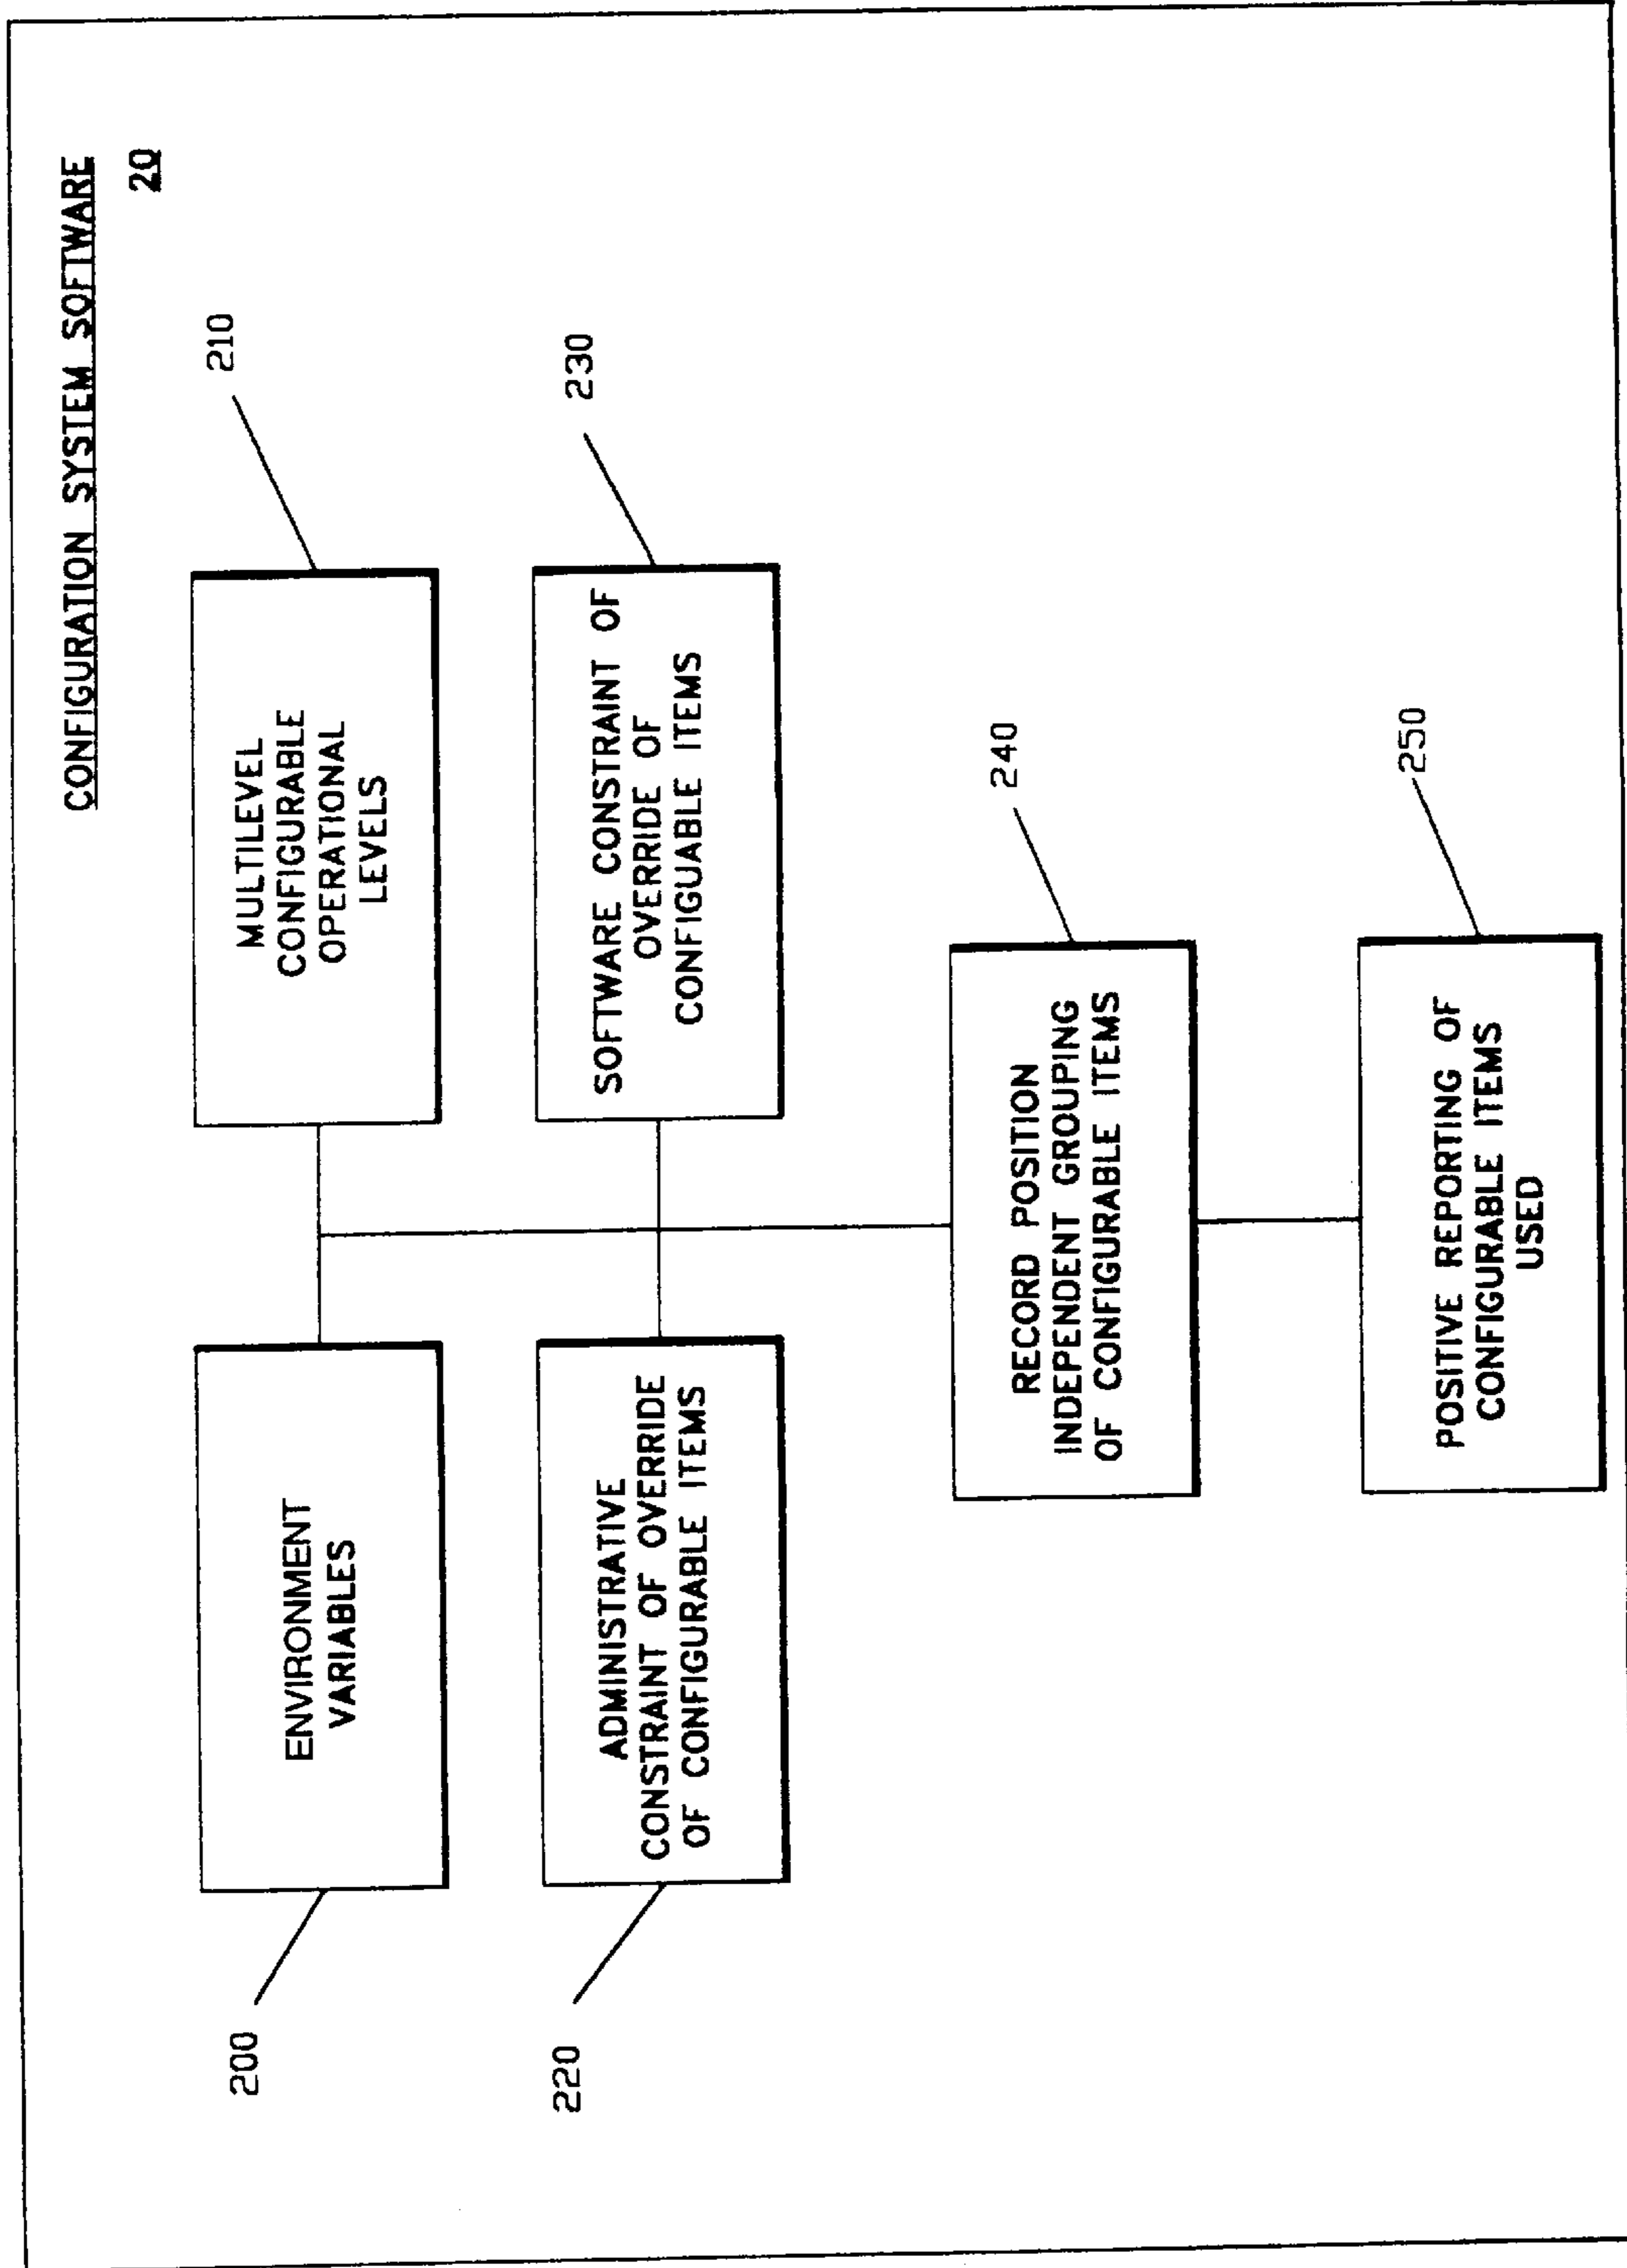 CONFIGURATION SYSTEM SOFTWARE
20
200
ENVIRONMENT
VARIABLES
MULTILEVEL
CONFIGURABLE
OPERATIONAL
LEVELS
210
220
ADMINISTRATIVE
CONSTRAINT OF OVERRIDE
OF CONFIGURABLE ITEMS
SOFTWARE CONSTRAINT OF
OVERRIDE OF
CONFIGUABLE ITEMS
230
RECORD POSITION
INDEPENDENT GROUPING
OF CONFIGURABLE ITEMS
240
POSITIVE REPORTING OF
CONFIGURABLE ITEMS
USED
250